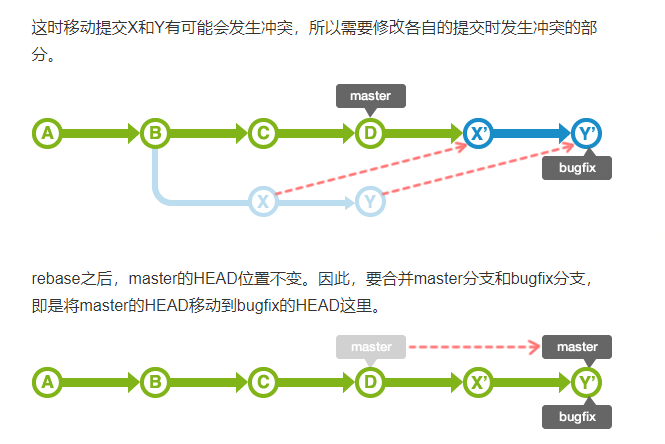 这时移动提交X和Y有可能会发生冲突，所以需要修改各自的提交时发生冲突的部
分。
master
A B C D X’ Y’
bugfix
X Y
rebase之后，master的HEAD位置不变。因此，要合并master分支和bugfix分支，
即是将master的HEAD移动到bugfix的HEAD这里。
master master
A B C D X’ Y’
bugfix